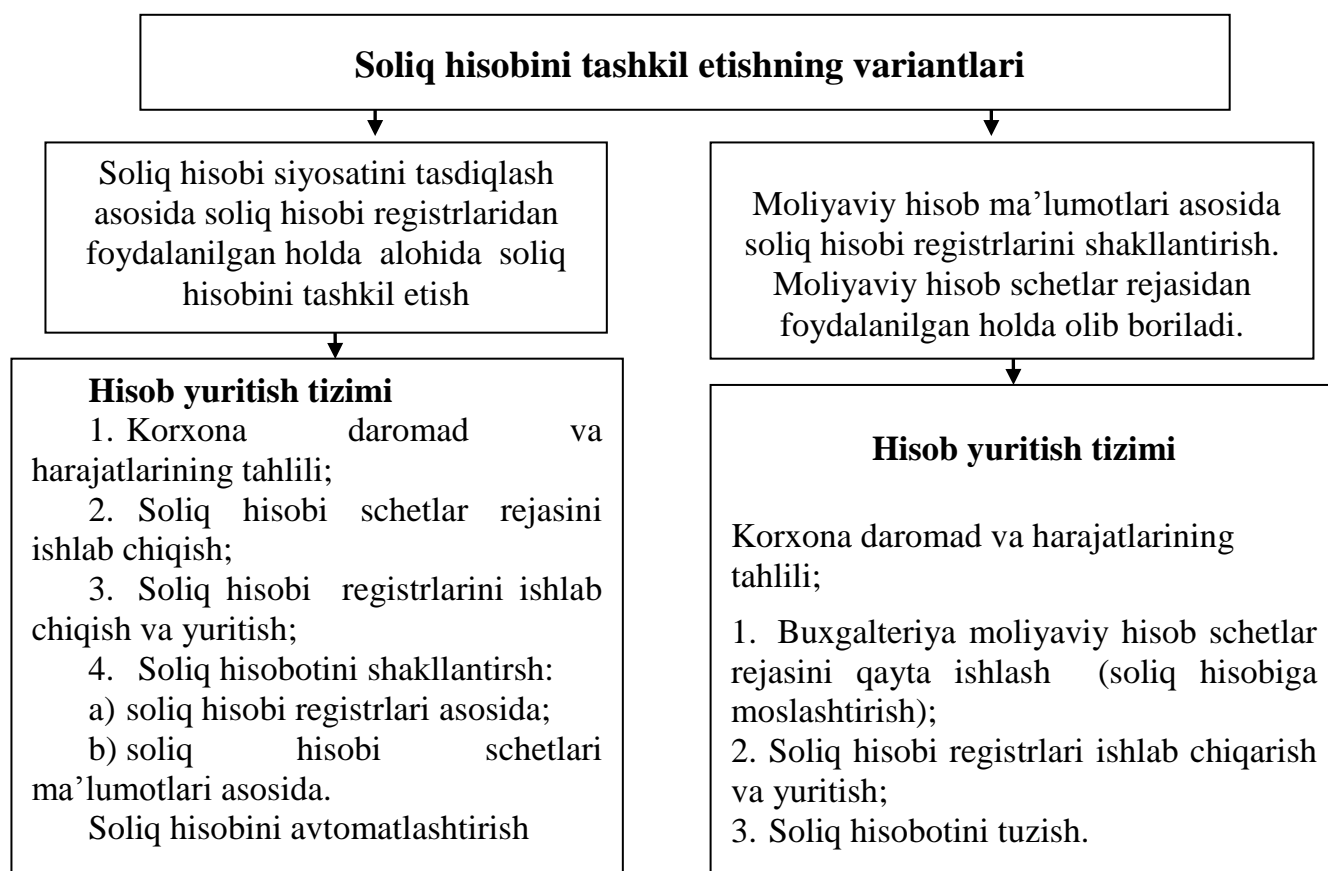 Soliq hisobini tashkil etishning variantlari
Soliq hisobi siyosatini tasdiqlash
asosida soliq hisobi registrlaridan
foydalanilgan holda alohida soliq
hisobini tashkil etish
Hisob yuritish tizimi
1. Korxona daromad va
harajatlarining tahlili;
2. Soliq hisobi schetlar rejasini
ishlab chiqish;
3. Soliq hisobi registrlarini ishlab
chiqish va yuritish;
4. Soliq hisobotini shakllantirsh:
a) soliq hisobi registrlari asosida;
b) soliq hisobi schetlari
ma’lumotlari asosida.
Soliq hisobini avtomatlashtirish
Moliyaviy hisob ma’lumotlari asosida
soliq hisobi registrlarini shakllantirish.
Moliyaviy hisob schetlar rejasidan
foydalanilgan holda olib boriladi.
Hisob yuritish tizimi
Korxona daromad va harajatlarining
tahlili;
1. Buxgalteriya moliyaviy hisob schetlar
rejasini qayta ishlash (soliq hisobiga
moslashtirish);
2. Soliq hisobi registrlari ishlab chiqarish
va yuritish;
3. Soliq hisobotini tuzish.